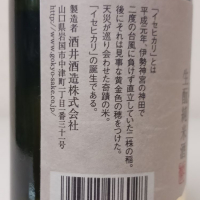 「イセヒカリ」とは
平成元年、伊勢神宮の神田で
二度の台風に負けず直立していた二株の稲。
後にそれは見事な黄金色の穂をつけた。
天災が巡り合わせた奇蹟の米。
「イセヒカリ」の誕生である。
製造者 酒井酒造株式会社
山口県岩国市中津町一丁目一番三十一号
http://www.gokyo-sake.co.jp/